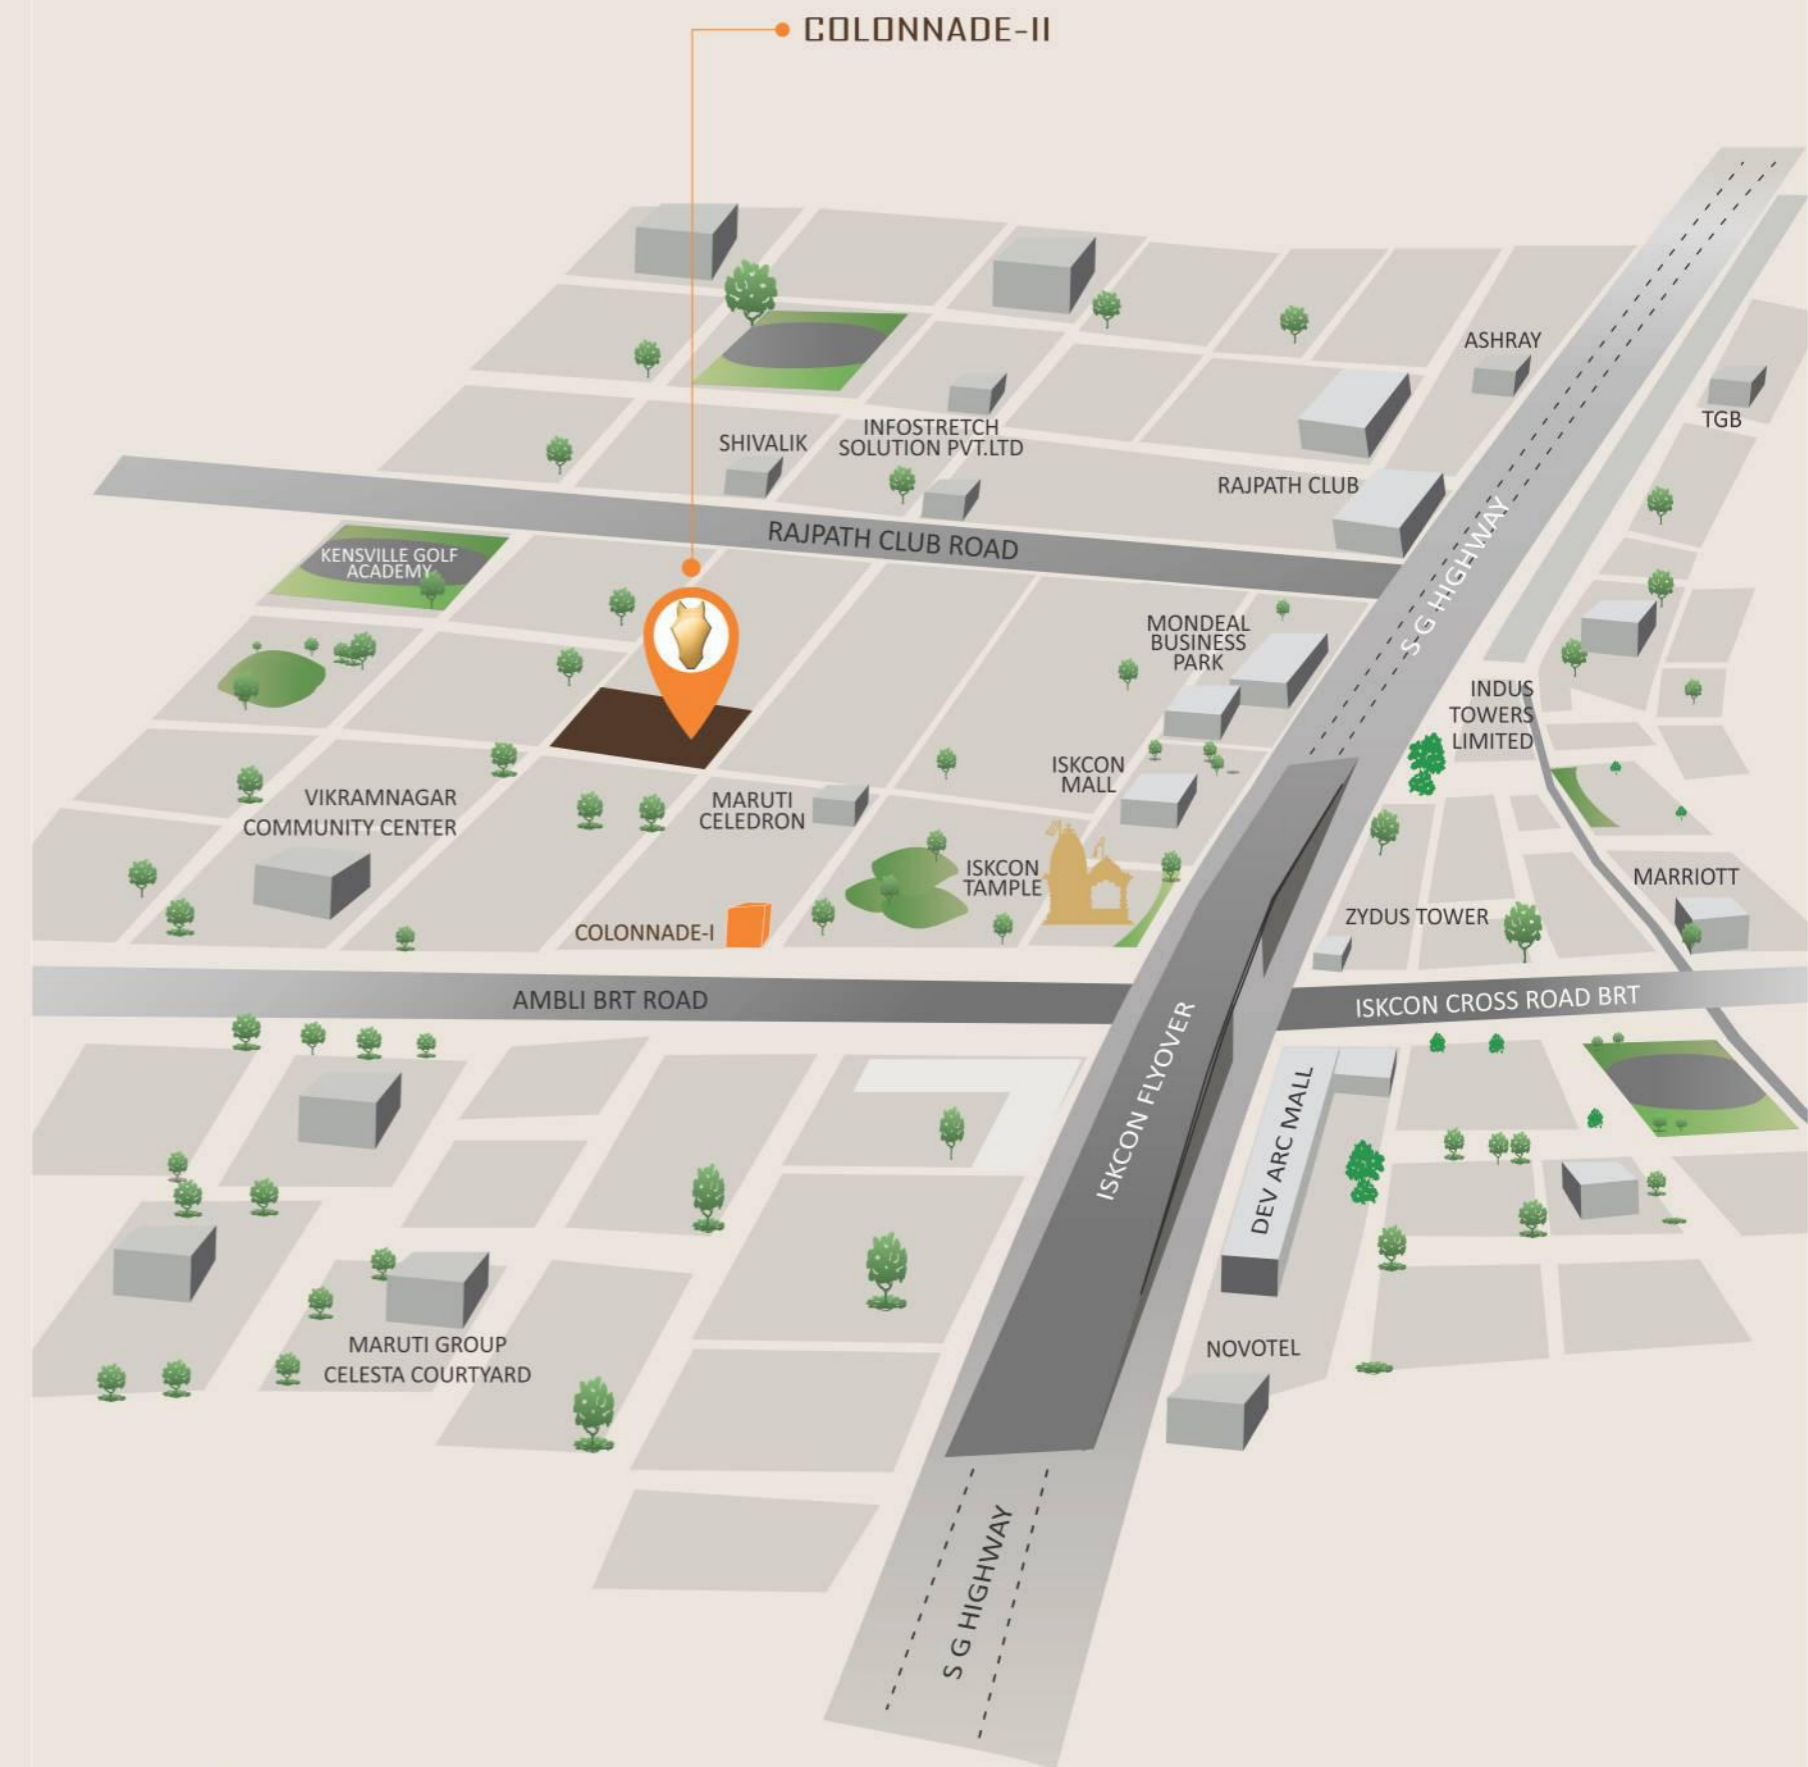 COLONNADE-II
ASHRAY
TGB
INFOSTRETCH
SOLUTION PVT.LTD
SHIVALIK
RAJPATH CLUB
RAJPATH CLUB ROAD
S G HIGHWAY
KENSVILLE GOLF
ACADEMY
MONDEAL
BUSINESS
PARK
INDUS
TOWERS
LIMITED
ISKCON
MALL
VIKRAMNAGAR
COMMUNITY CENTER
MARUTI
CELEDRON
ISKCON
TAMPLE
MARRIOTT
ZYDUS TOWER
COLONNADE-I
AMBLI BRT ROAD
ISKCON CROSS ROAD BRT
ISKCON FLYOVER
DEV ARC MALL
MARUTI GROUP
CELESTA COURTYARD
NOVOTEL
S G HIGHWAY